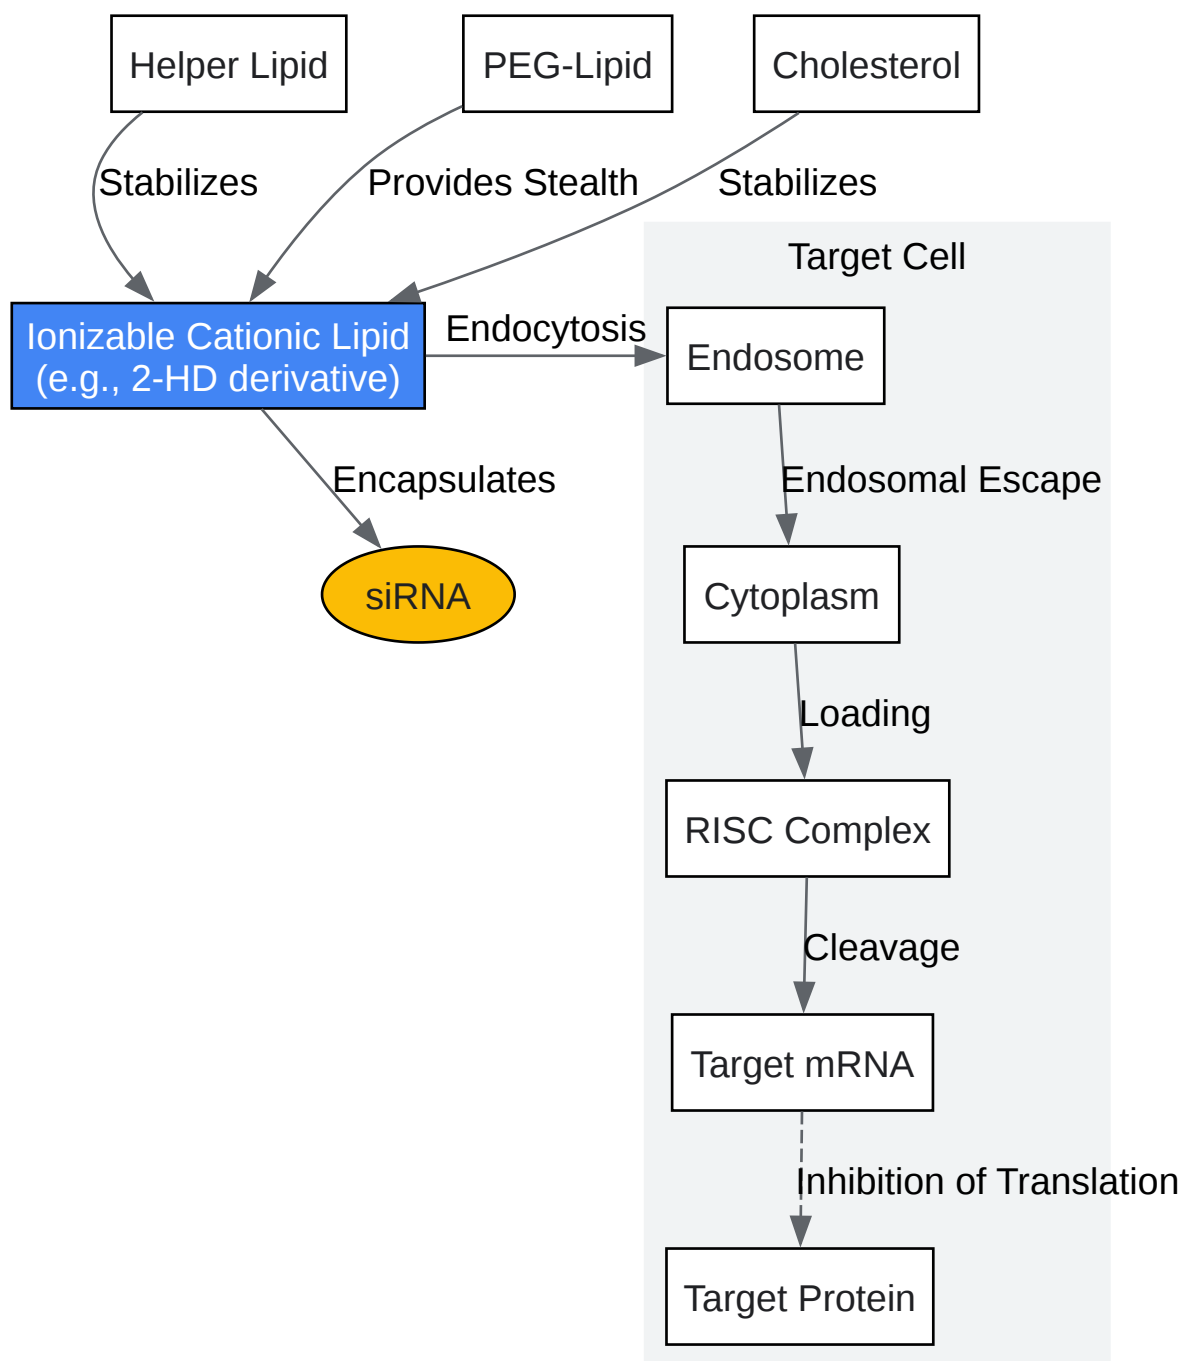 Helper Lipid
PEG-Lipid
Cholesterol
Stabilizes
Provides Stealth
Stabilizes
Target Cell
Ionizable Cationic Lipid
(e.g., 2-HD derivative)
Endocytosis
Endosome
Encapsulates
Endosomal Escape
siRNA
Cytoplasm
Loading
RISC Complex
Cleavage
Target mRNA
Inhibition of Translation
Target Protein